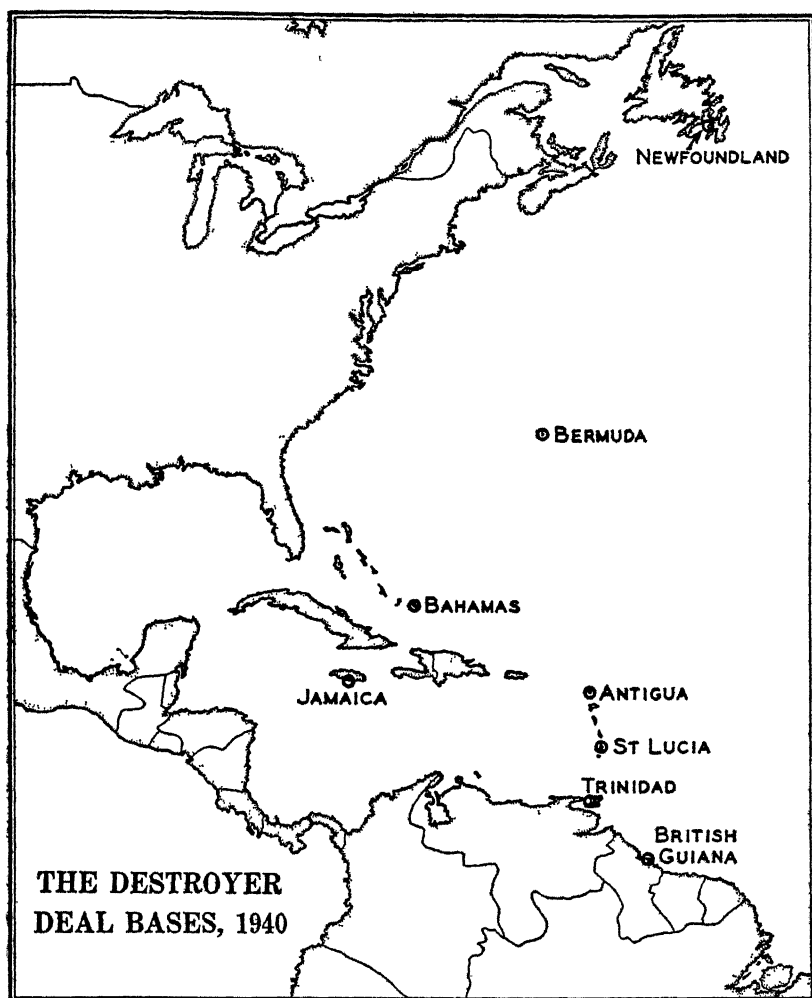 NEWFOUNDLAND
BERMUDA
BAHAMAS
JAMAICA
ANTIGUA
ST LUCIA
TRINIDAD
BRITISH
GUIANA
THE DESTROYER
DEAL BASES, 1940